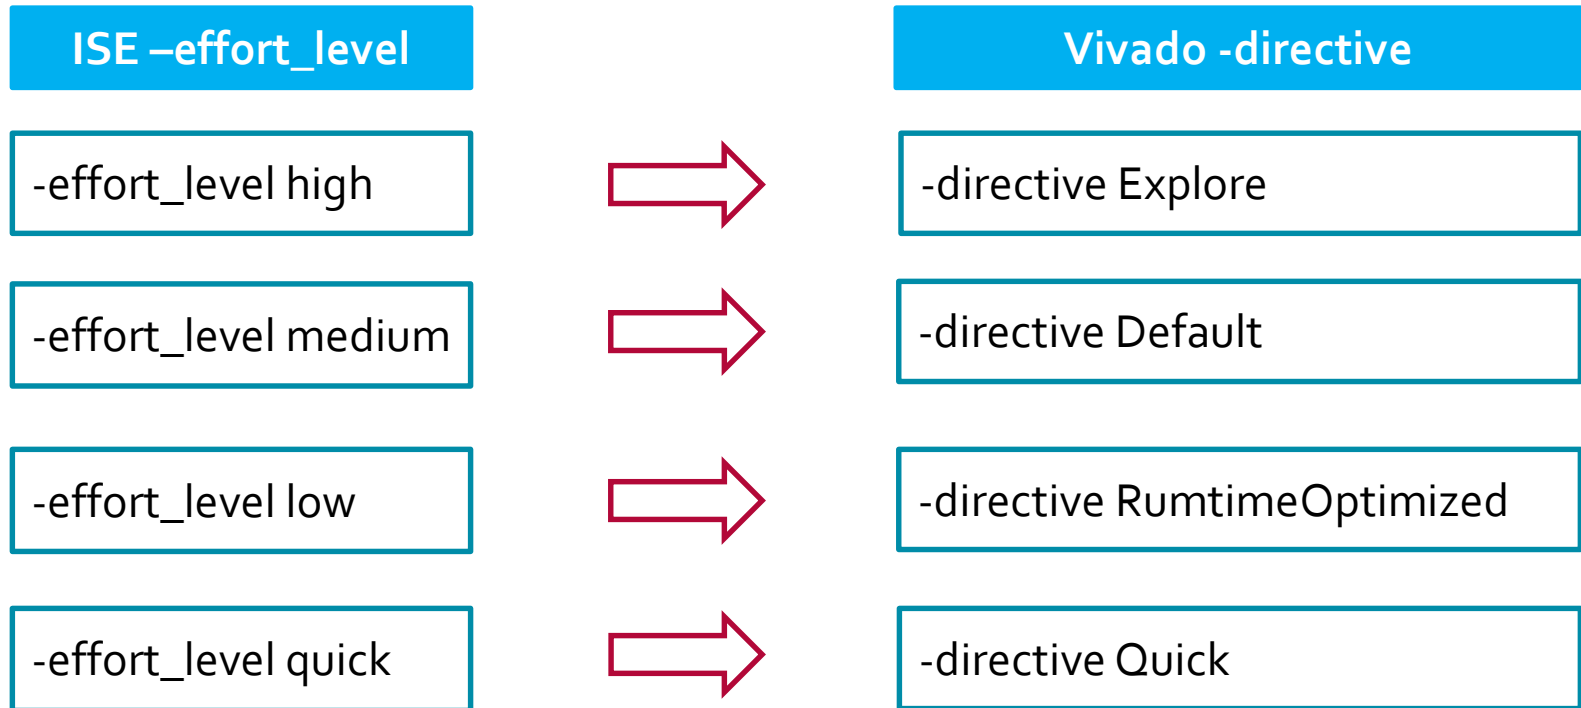 ISE –effort_level
Vivado -directive
-effort_level high
-directive Explore
-effort_level medium
-directive Default
-effort_level low
-directive RumtimeOptimized
-effort_level quick
-directive Quick